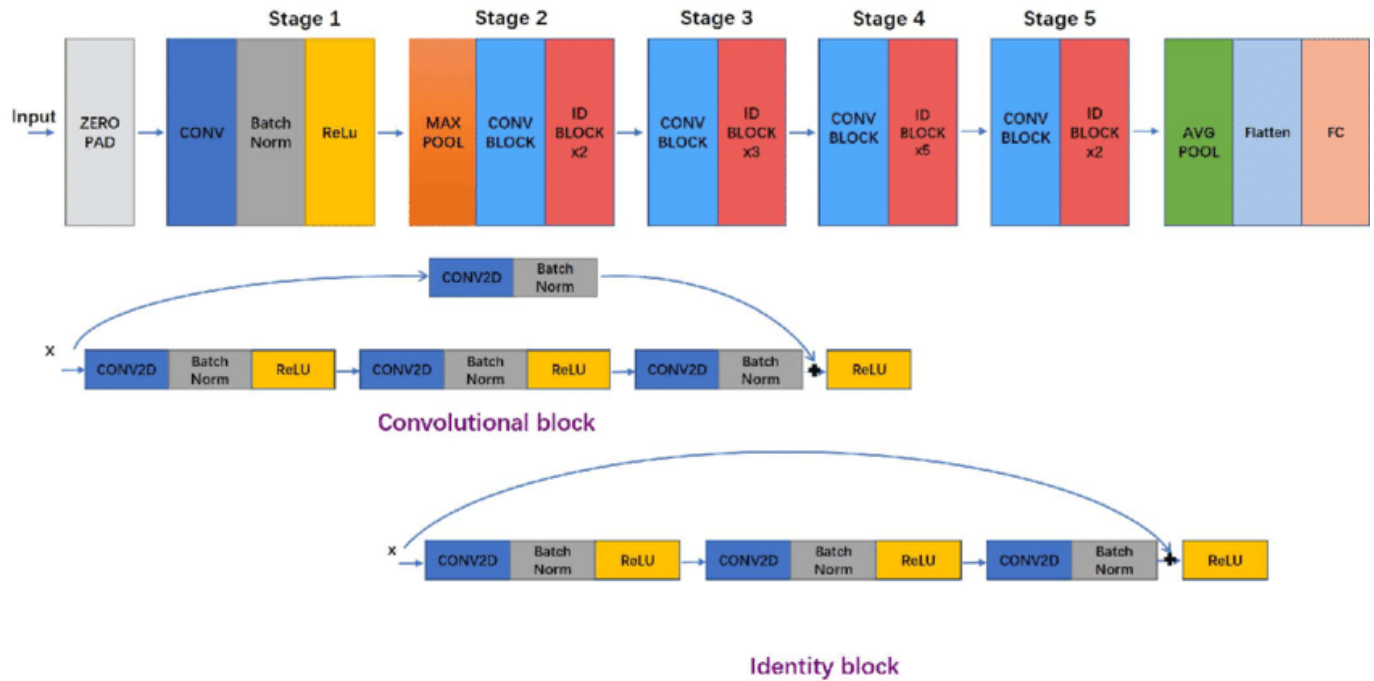 Stage 1
Stage 2
Stage 3
Stage 4
Stage 5
Input
ZERO
PAD
CONV
Batch
Norm
ReLu
MAX
POOL
CONV
BLOCK
ID
BLOCK
x2
CONV
BLOCK
ID
BLOCK
x3
CONV
BLOCK
ID
BLOCK
x5
CONV
BLOCK
ID
BLOCK
x2
AVG
POOL
Flatten
FC
CONV2D
Batch
Norm
x
CONV2D
Batch
Norm
ReLU
CONV2D
Batch
Norm
ReLU
CONV2D
Batch
Norm
+
ReLU
Convolutional block
x
CONV2D
Batch
Norm
ReLU
CONV2D
Batch
Norm
ReLU
CONV2D
Batch
Norm
+
ReLU
Identity block